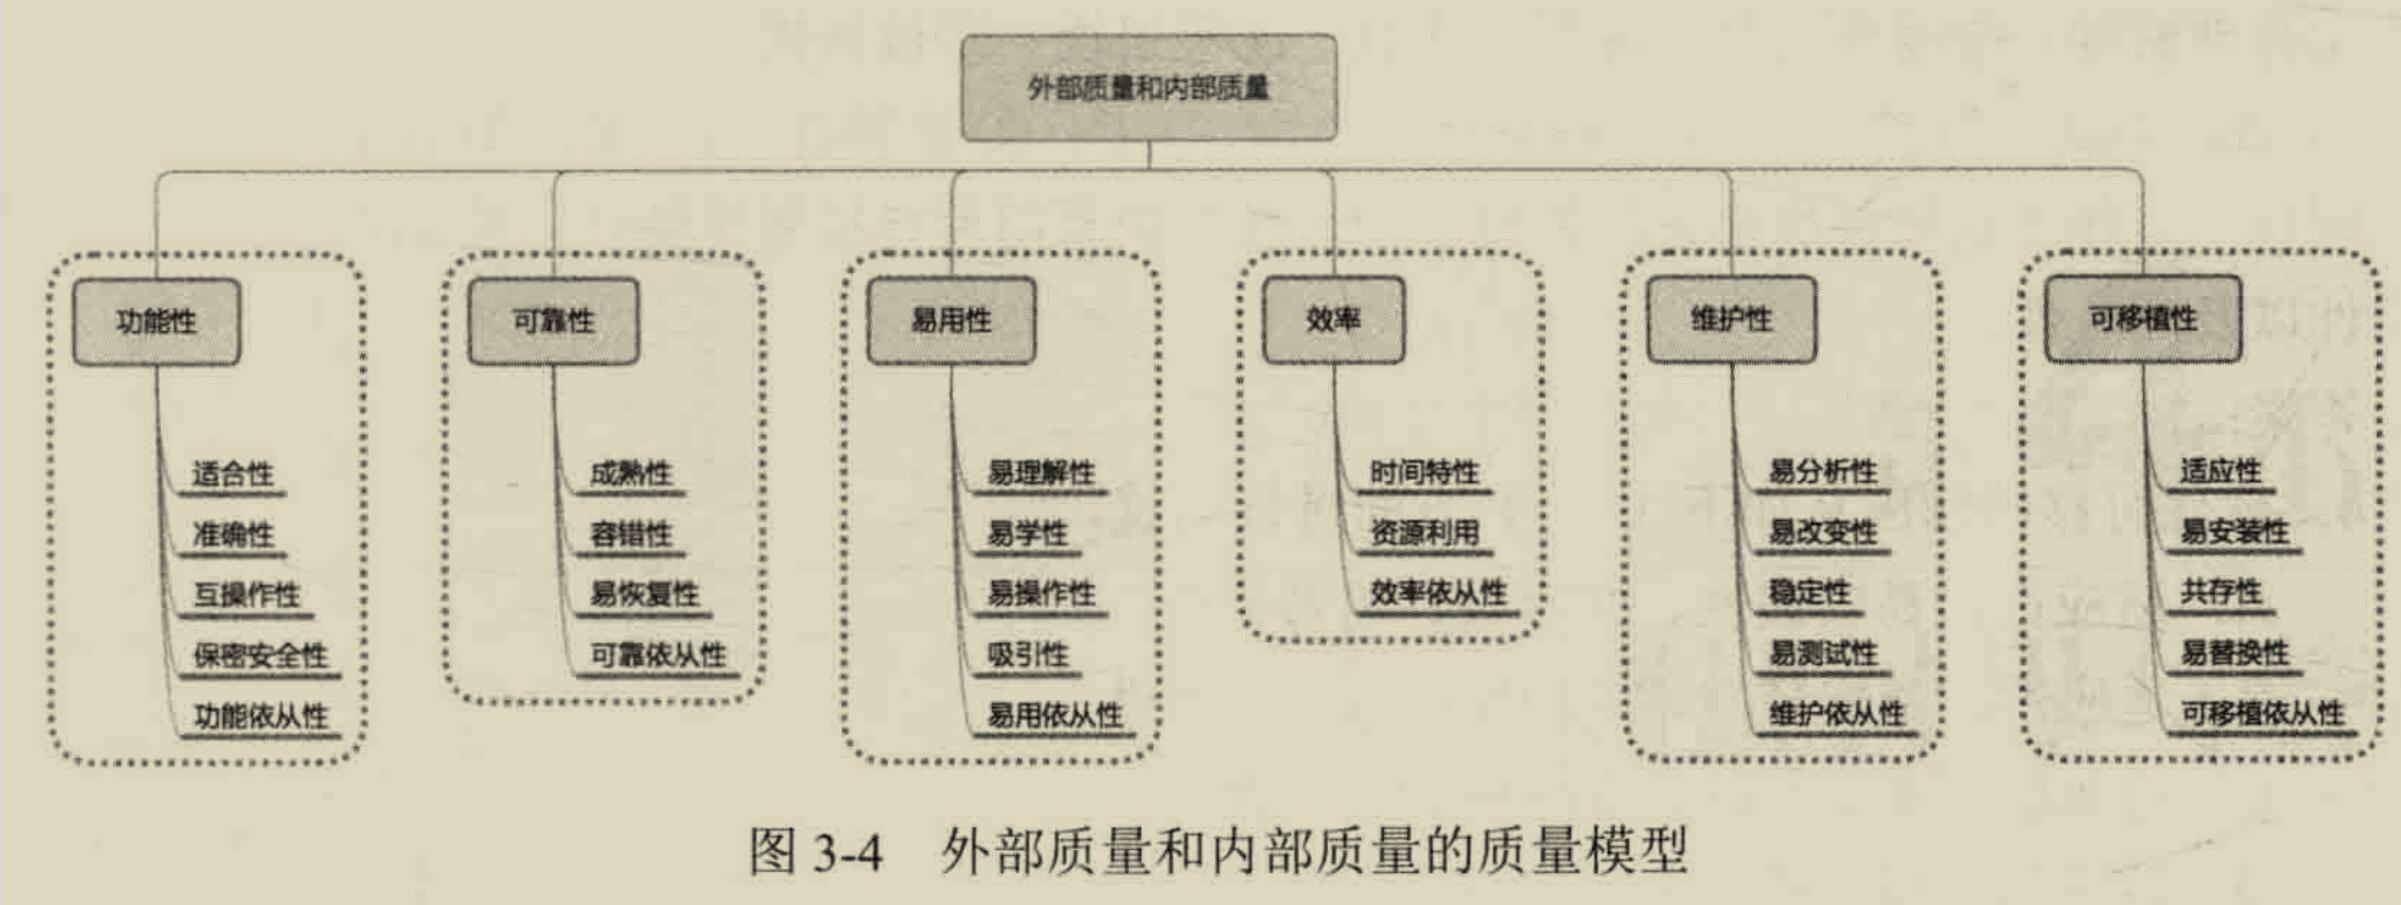 外部质量和内部质量
功能性
适合性
准确性
互操作性
保密安全性
功能依从性
可靠性
成熟性
容错性
易恢复性
可靠依从性
易用性
易理解性
易学性
易操作性
吸引性
易用依从性
效率
时间特性
资源利用
效率依从性
维护性
易分析性
易改变性
稳定性
易测试性
维护依从性
可移植性
适应性
易安装性
共存性
易替换性
可移植依从性
图 3-4 外部质量和内部质量的质量模型